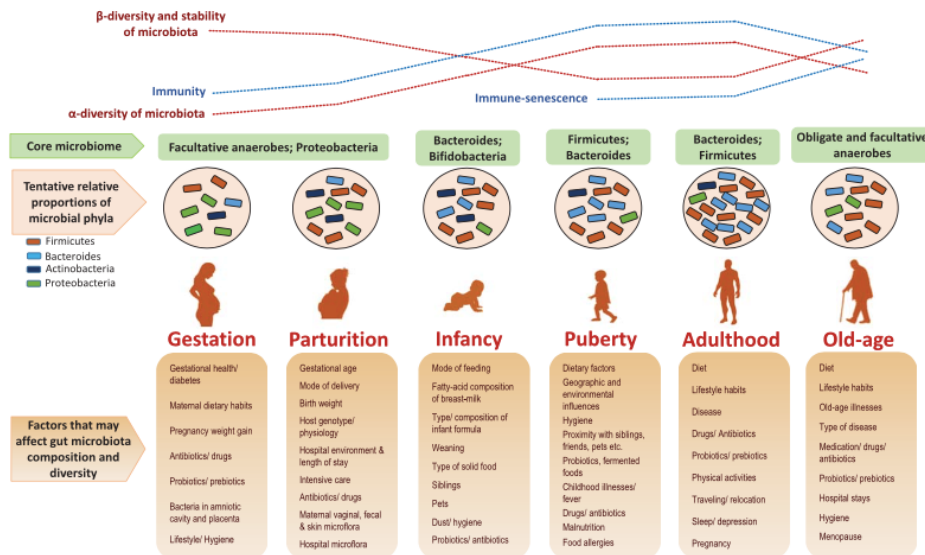 β-diversity and stability
of microbiota
Immunity
α-diversity of microbiota
Immune-senescence
Core microbiome
Facultative anaerobes; Proteobacteria
Bacteroides;
Bifidobacteria
Firmicutes;
Bacteroides
Bacteroides;
Firmicutes
Obligate and facultative
anaerobes
Tentative relative
proportions of
microbial phyla
Firmicutes
Bacteroides
Actinobacteria
Proteobacteria
Gestation
Parturition
Infancy
Puberty
Adulthood
Old-age
Factors that may
affect gut microbiota
composition and
diversity
Gestational health/
diabetes
Maternal dietary habits
Pregnancy weight gain
Antibiotics/ drugs
Probiotics/ prebiotics
Bacteria in amniotic
cavity and placenta
Lifestyle/ Hygiene
Gestational age
Mode of delivery
Birth weight
Host genotype/
physiology
Hospital environment &
length of stay
Intensive care
Antibiotics/ drugs
Maternal vaginal, fecal
& skin microflora
Hospital microflora
Mode of feeding
Fatty-acid composition
of breast-milk
Type/ composition of
infant formula
Weaning
Type of solid food
Siblings
Pets
Dust/ hygiene
Probiotics/ antibiotics
Dietary factors
Geographic and
environmental
influences
Hygiene
Proximity with siblings,
friends, pets etc.
Probiotics, fermented
foods
Childhood illnesses/
fever
Drugs/ antibiotics
Malnutrition
Food allergies
Diet
Lifestyle habits
Disease
Drugs/ Antibiotics
Probiotics/ prebiotics
Physical activities
Traveling/ relocation
Sleep/ depression
Pregnancy
Diet
Lifestyle habits
Old-age illnesses
Type of disease
Medication/ drugs/
antibiotics
Probiotics/ prebiotics
Hospital stays
Hygiene
Menopause